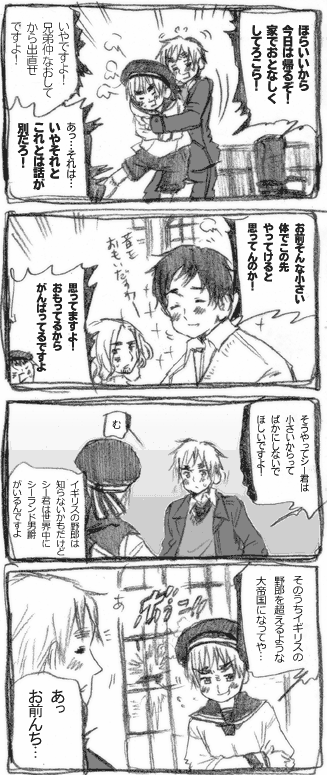 ほらいいから
今日は帰るぞ！
家でおとなしく
してろこら！
いやですよ！
兄弟仲なおして
から出直せ
ですよ！
あっ…それは…
いやそれと
これとは話が
別だろ！
お前そんな小さい
体でこの先
やってけると
思ってんのか！
昔を
おもいだすわー
思ってますよ！
おもってるから
がんばってるですよ
そうやってシー君は
小さいからって
ばかにしないで
ほしいですよ！
む
イギリスの野郎は
知らないかもだけど
シー君は世界中に
シーランド男爵
がいるんですよ
そのうちイギリスの
野郎を超えるような
大帝国になってや…
あっ
お前んち…